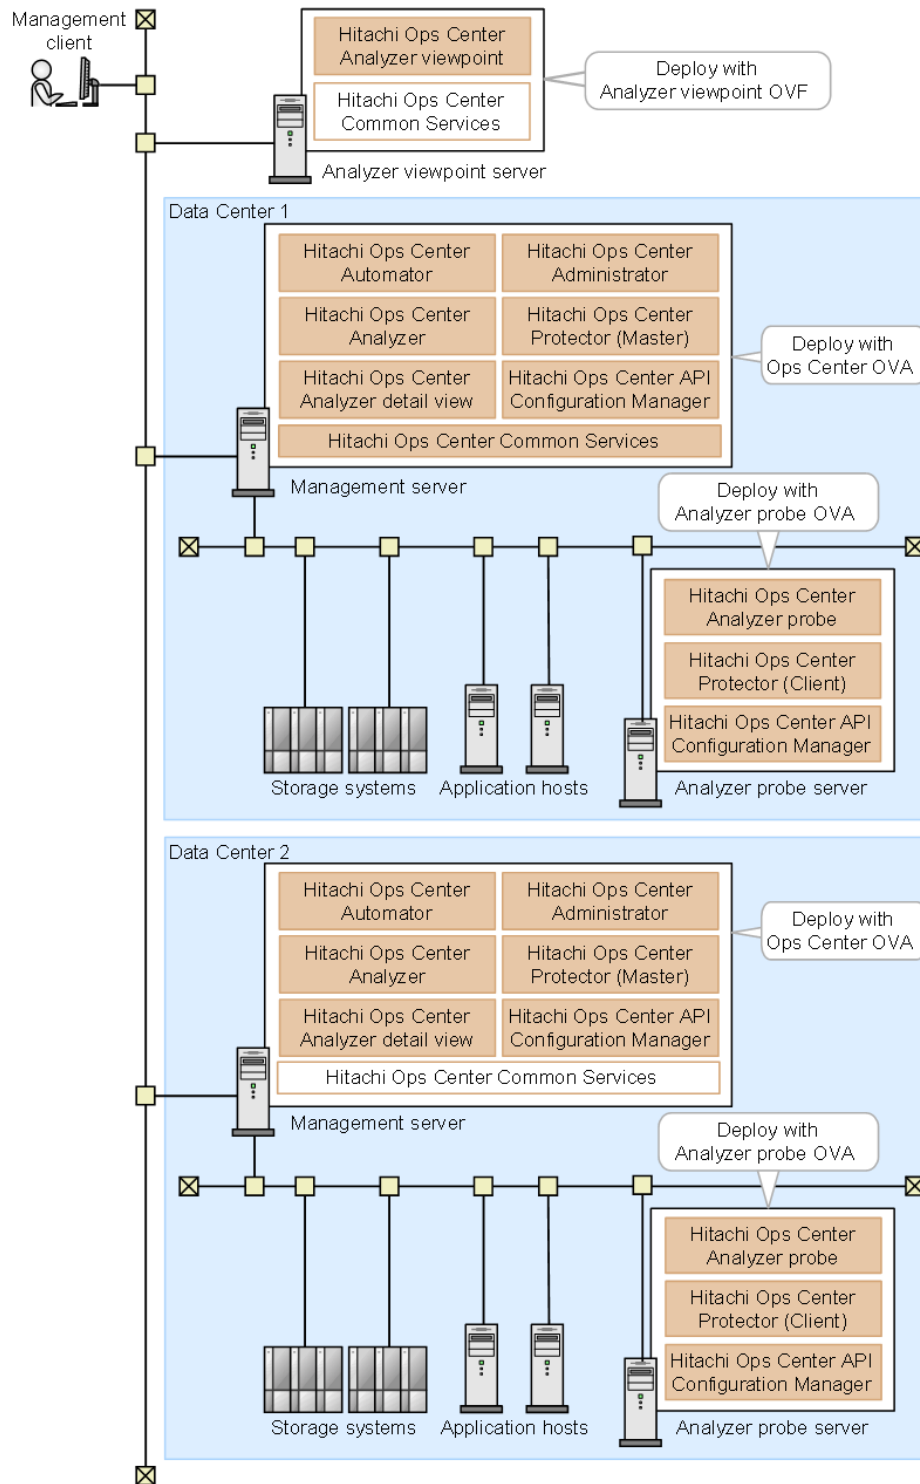 Management
client
Hitachi Ops Center
Analyzer viewpoint
Hitachi Ops Center
Common Services
Deploy with
Analyzer viewpoint OVF
Analyzer viewpoint server
Data Center 1
Hitachi Ops Center
Automator
Hitachi Ops Center
Administrator
Hitachi Ops Center
Analyzer
Hitachi Ops Center
Protector (Master)
Hitachi Ops Center
Analyzer detail view
Hitachi Ops Center API
Configuration Manager
Hitachi Ops Center Common Services
Deploy with
Ops Center OVA
Management server
Deploy with
Analyzer probe OVA
Hitachi Ops Center
Analyzer probe
Hitachi Ops Center
Protector (Client)
Hitachi Ops Center API
Configuration Manager
Storage systems
Application hosts
Analyzer probe server
Data Center 2
Hitachi Ops Center
Automator
Hitachi Ops Center
Administrator
Hitachi Ops Center
Analyzer
Hitachi Ops Center
Protector (Master)
Hitachi Ops Center
Analyzer detail view
Hitachi Ops Center API
Configuration Manager
Hitachi Ops Center Common Services
Deploy with
Ops Center OVA
Management server
Deploy with
Analyzer probe OVA
Hitachi Ops Center
Analyzer probe
Hitachi Ops Center
Protector (Client)
Hitachi Ops Center API
Configuration Manager
Storage systems
Application hosts
Analyzer probe server